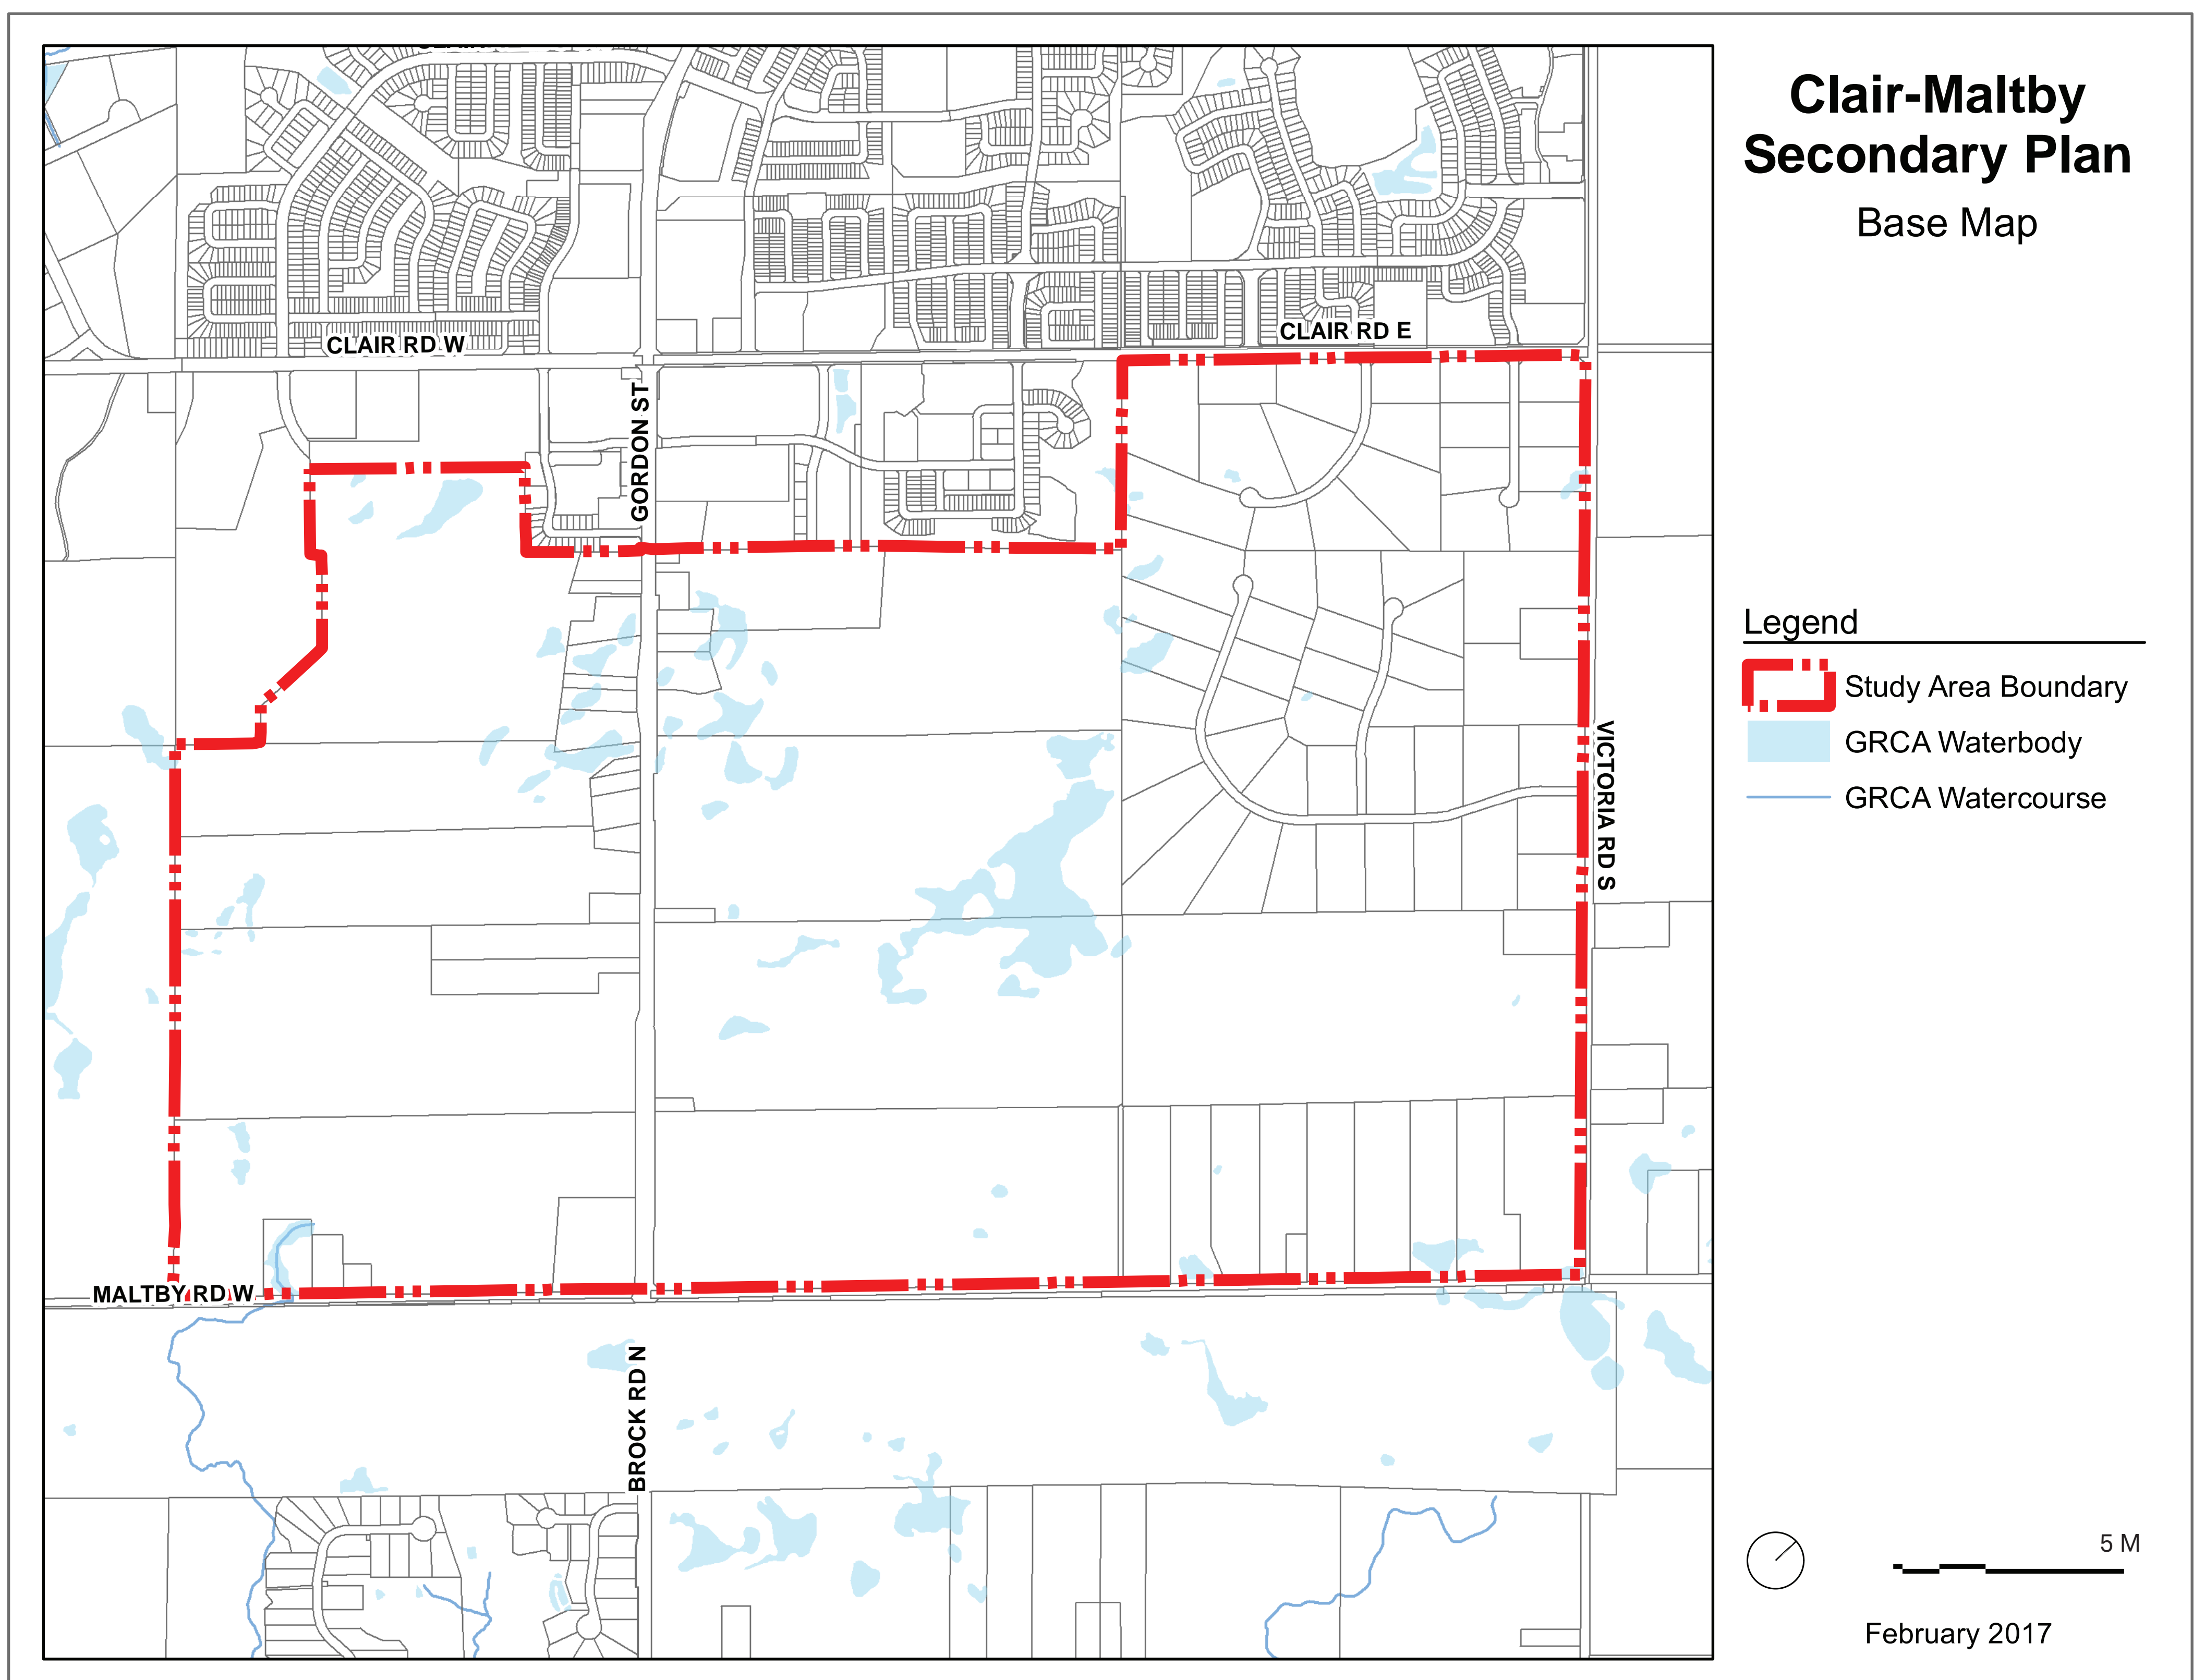 Clair-Maltby
Secondary Plan
Base Map
CLAIR RD W
CLAIR RD E
GORDON ST
VICTORIA RD S
MALTBY RD W
BROCK RD N
Legend
Study Area Boundary
GRCA Waterbody
GRCA Watercourse
5 M
February 2017